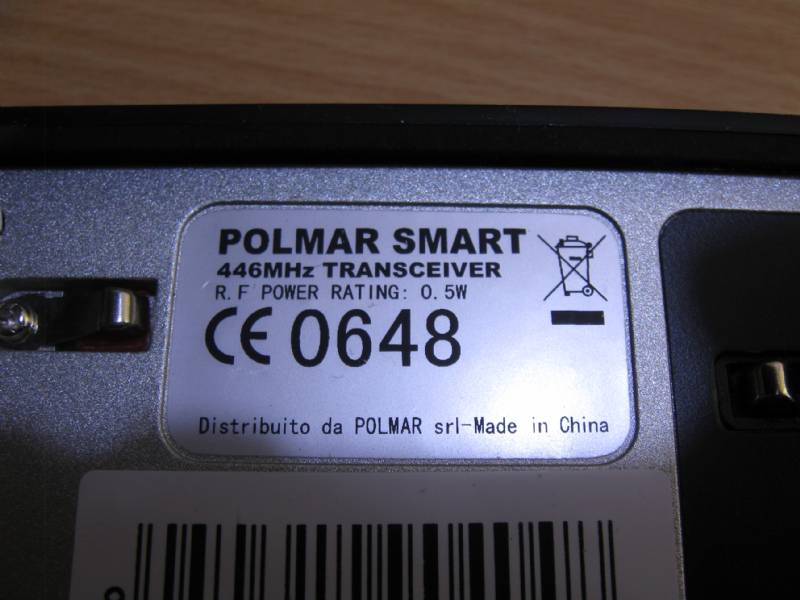 POLMAR SMART
446MHz TRANSCEIVER
R.F POWER RATING: 0.5W
CE 0648
Distribuito da POLMAR srl-Made in China